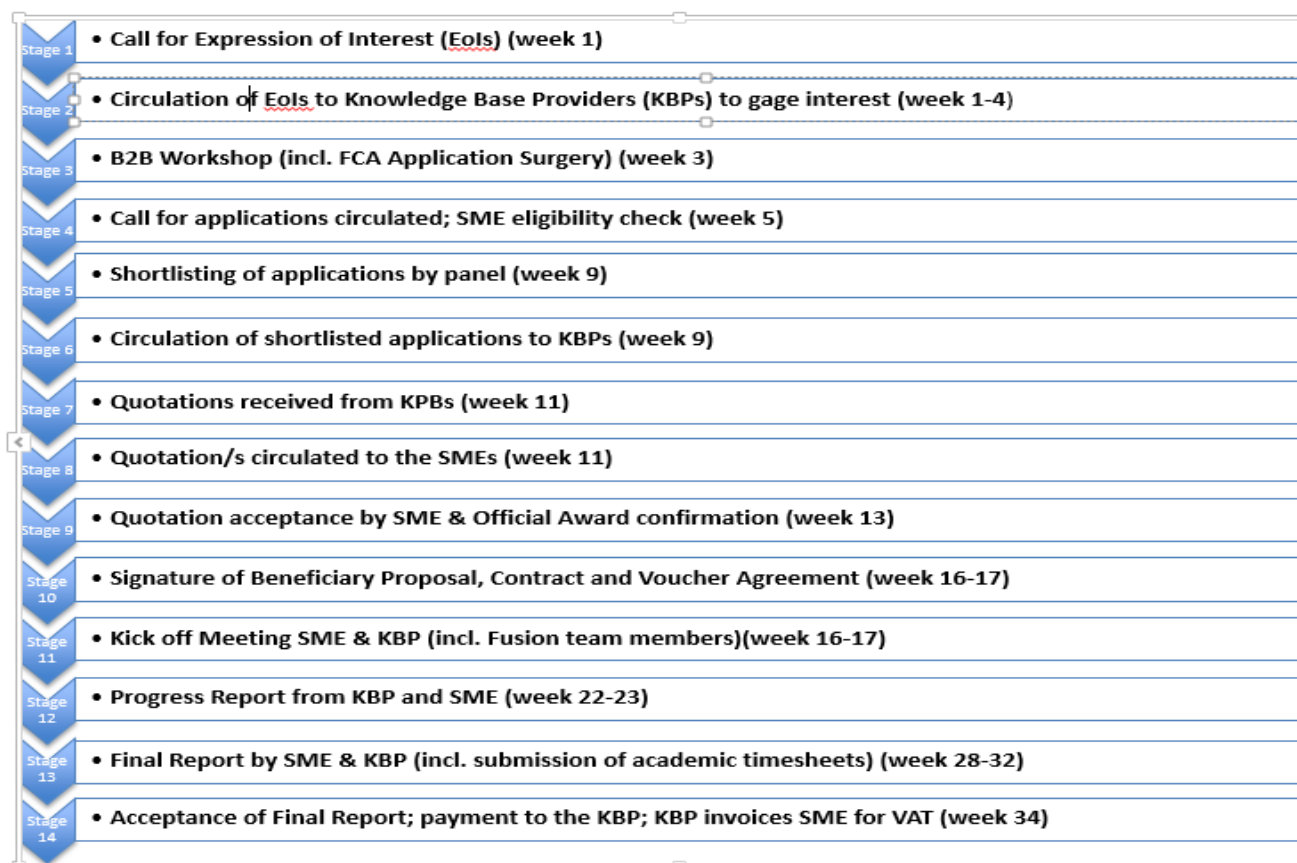 Stage 1
• Call for Expression of Interest (EoIs) (week 1)
Stage 2
• Circulation of EoIs to Knowledge Base Providers (KBPs) to gage interest (week 1-4)
Stage 3
• B2B Workshop (incl. FCA Application Surgery) (week 3)
Stage 4
• Call for applications circulated; SME eligibility check (week 5)
Stage 5
• Shortlisting of applications by panel (week 9)
Stage 6
• Circulation of shortlisted applications to KBPs (week 9)
Stage 7
• Quotations received from KPBs (week 11)
Stage 8
• Quotation/s circulated to the SMEs (week 11)
Stage 9
• Quotation acceptance by SME & Official Award confirmation (week 13)
Stage
10
• Signature of Beneficiary Proposal, Contract and Voucher Agreement (week 16-17)
Stage
11
• Kick off Meeting SME & KBP (incl. Fusion team members)(week 16-17)
Stage
12
• Progress Report from KBP and SME (week 22-23)
Stage
13
• Final Report by SME & KBP (incl. submission of academic timesheets) (week 28-32)
Stage
14
• Acceptance of Final Report; payment to the KBP; KBP invoices SME for VAT (week 34)